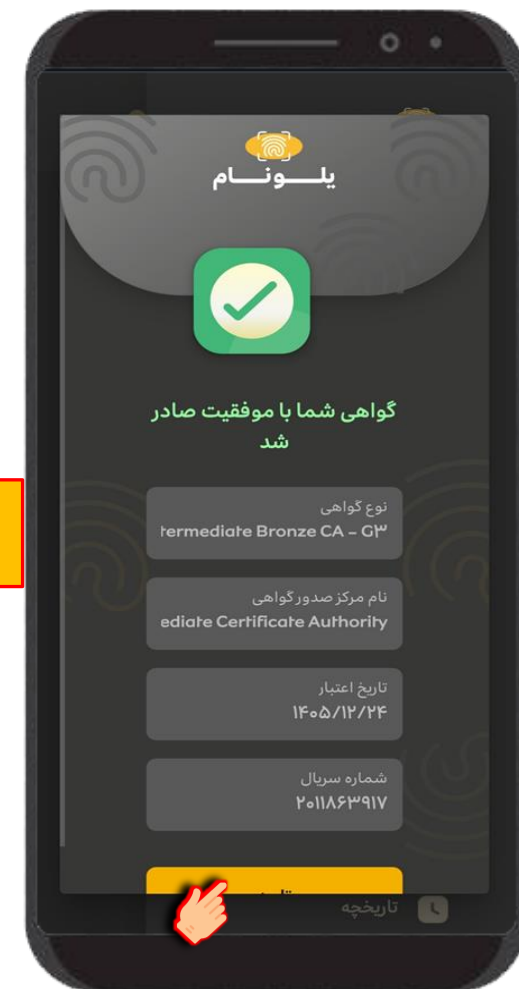 یلونام
گواهی شما با موفقیت صادر
شد
نوع گواهی
termediate Bronze CA – G۳
نام مرکز صدور گواهی
ediate Certificate Authority
تاریخ اعتبار
۱۴۰۵/۱۲/۲۴
شماره سریال
۲۰۱۱۸۶۳۹۱۷
تاریخچه